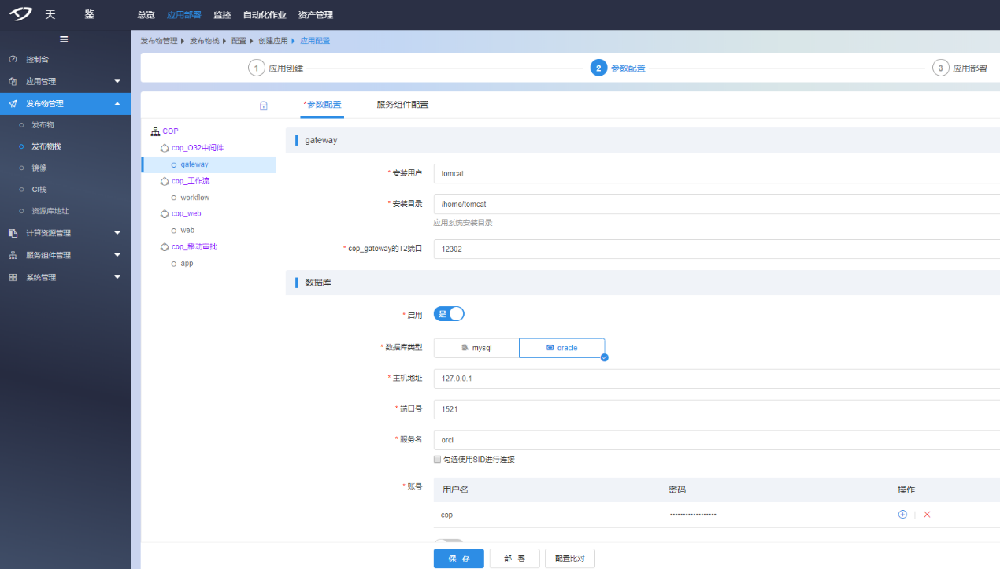 天 鉴
总览 应用部署 监控 自动化作业 资产管理
发布物管理 发布物栈 配置 创建应用 应用配置
控制台
应用管理
发布物管理
发布物
发布物栈
镜像
CI栈
资源库地址
计算资源管理
服务组件管理
系统管理
1 应用创建
2 参数配置
3 应用部署
COP
cop_O32中间件
gateway
cop_工作流
workflow
cop_web
web
cop_移动审批
app
*参数配置 服务组件配置
gateway
* 安装用户 tomcat
* 安装目录 /home/tomcat
应用系统安装目录
* cop_gateway的T2端口 12302
数据库
* 启用 是
* 数据库类型 mysql oracle
* 主机地址 127.0.0.1
* 端口号 1521
* 服务名 orcl
勾选使用SID进行连接
* 账号 用户名 密码 操作
cop ••••••••••••••••••
保 存 部 署 配置比对